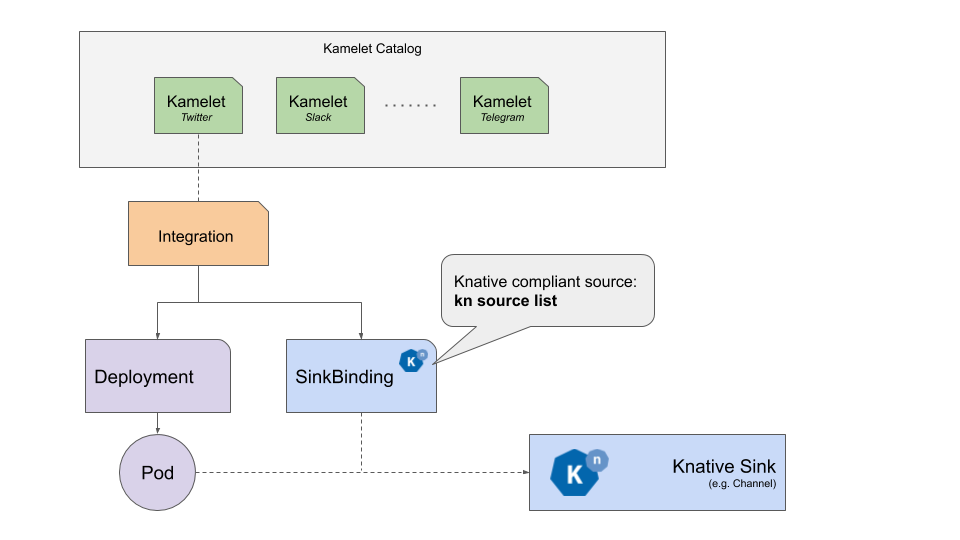 Kamelet Catalog
Kamelet
Twitter
Kamelet
Slack
.......
Kamelet
Telegram
Integration
Knative compliant source:
kn source list
Deployment
SinkBinding
K
n
Pod
K
n
Knative Sink
(e.g. Channel)